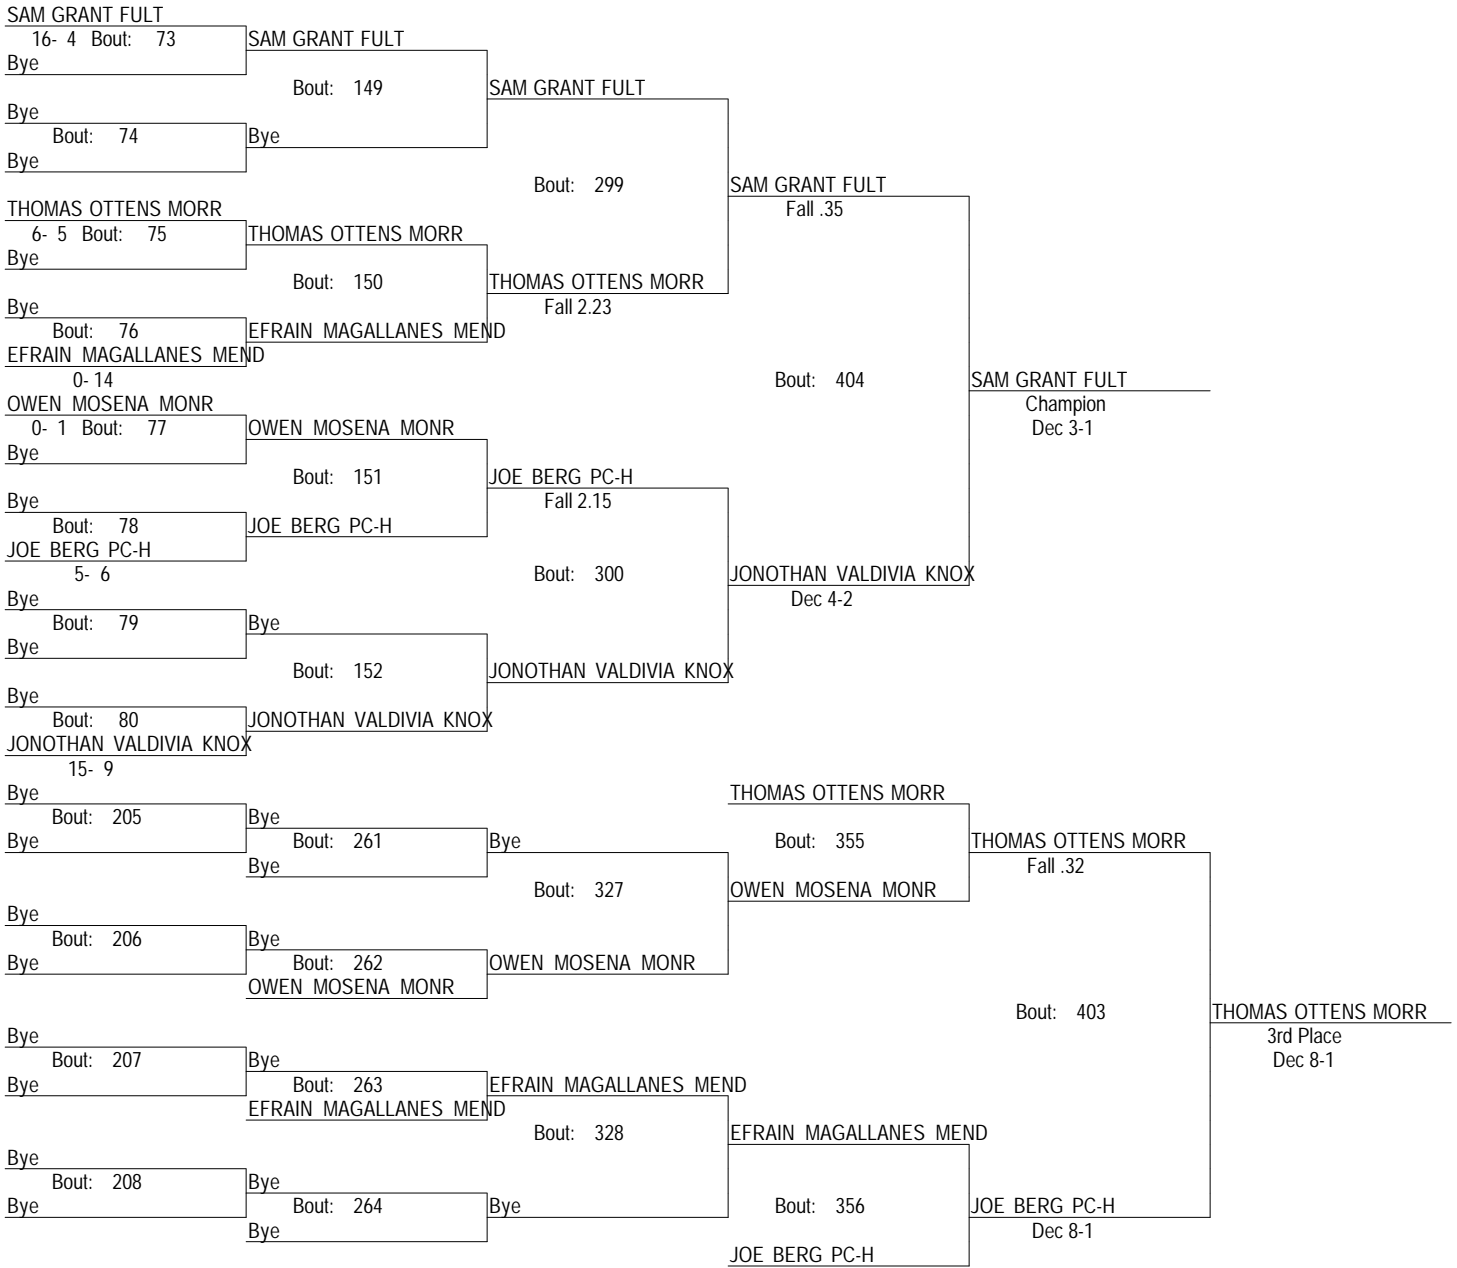 SAM GRANT FULT
16- 4 Bout: 73 SAM GRANT FULT
Bye
Bout: 149 SAM GRANT FULT
Bye
Bout: 74 Bye
Bye
Bout: 299 SAM GRANT FULT
THOMAS OTTENS MORR Fall .35
6- 5 Bout: 75 THOMAS OTTENS MORR
Bye
Bout: 150 THOMAS OTTENS MORR
Bye Fall 2.23
Bout: 76 EFRAIN MAGALLANES MEND
EFRAIN MAGALLANES MEND
0- 14 Bout: 404 SAM GRANT FULT
OWEN MOSENA MONR Champion
0- 1 Bout: 77 OWEN MOSENA MONR Dec 3-1
Bye
Bout: 151 JOE BERG PC-H
Bye Fall 2.15
Bout: 78 JOE BERG PC-H
JOE BERG PC-H
5- 6 Bout: 300 JONOTHAN VALDIVIA KNOX
Bye Dec 4-2
Bout: 79 Bye
Bye
Bout: 152 JONOTHAN VALDIVIA KNOX
Bye
Bout: 80 JONOTHAN VALDIVIA KNOX
JONOTHAN VALDIVIA KNOX
15- 9
Bye THOMAS OTTENS MORR
Bout: 205 Bye
Bye Bout: 261 Bye Bout: 355 THOMAS OTTENS MORR
Bye Fall .32
Bout: 327 OWEN MOSENA MONR
Bye
Bout: 206 Bye
Bye Bout: 262 OWEN MOSENA MONR
OWEN MOSENA MONR
Bout: 403 THOMAS OTTENS MORR
Bye 3rd Place
Bout: 207 Bye Dec 8-1
Bye Bout: 263 EFRAIN MAGALLANES MEND
EFRAIN MAGALLANES MEND
Bout: 328 EFRAIN MAGALLANES MEND
Bye
Bout: 208 Bye
Bye Bout: 264 Bye Bout: 356 JOE BERG PC-H
Bye Dec 8-1
JOE BERG PC-H